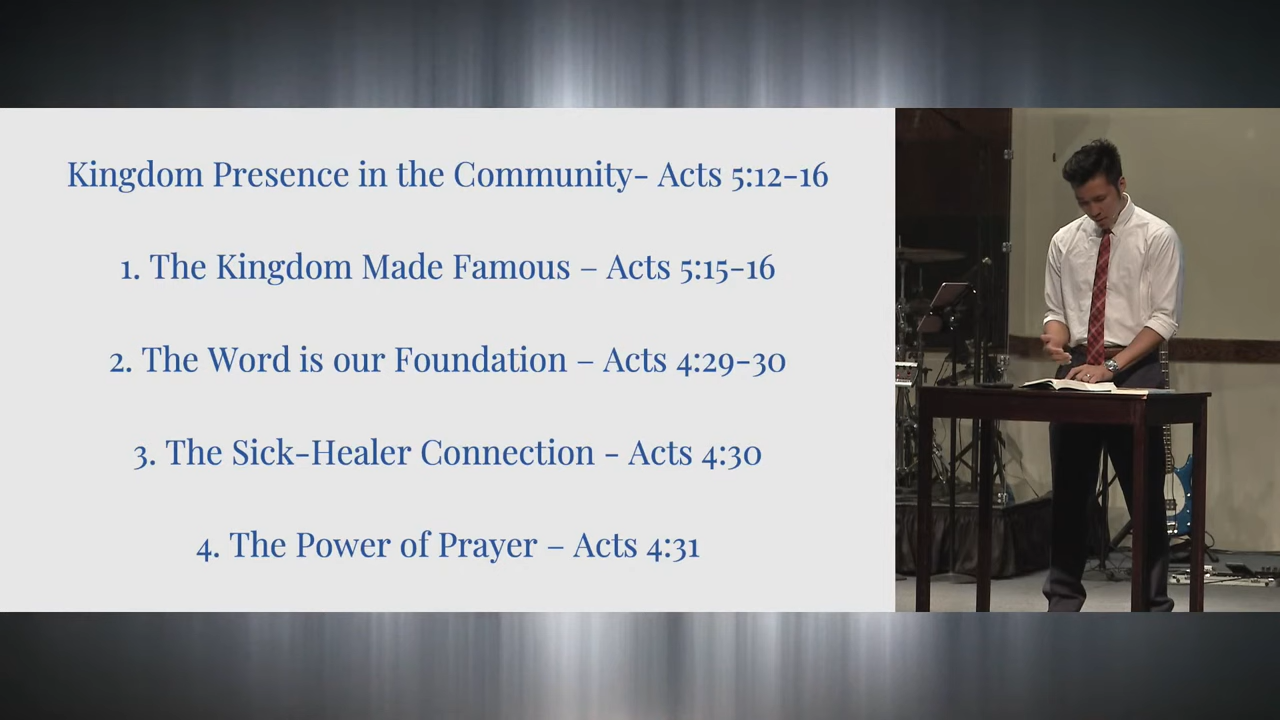 Kingdom Presence in the Community- Acts 5:12-16
1. The Kingdom Made Famous – Acts 5:15-16
2. The Word is our Foundation – Acts 4:29-30
3. The Sick-Healer Connection - Acts 4:30
4. The Power of Prayer – Acts 4:31